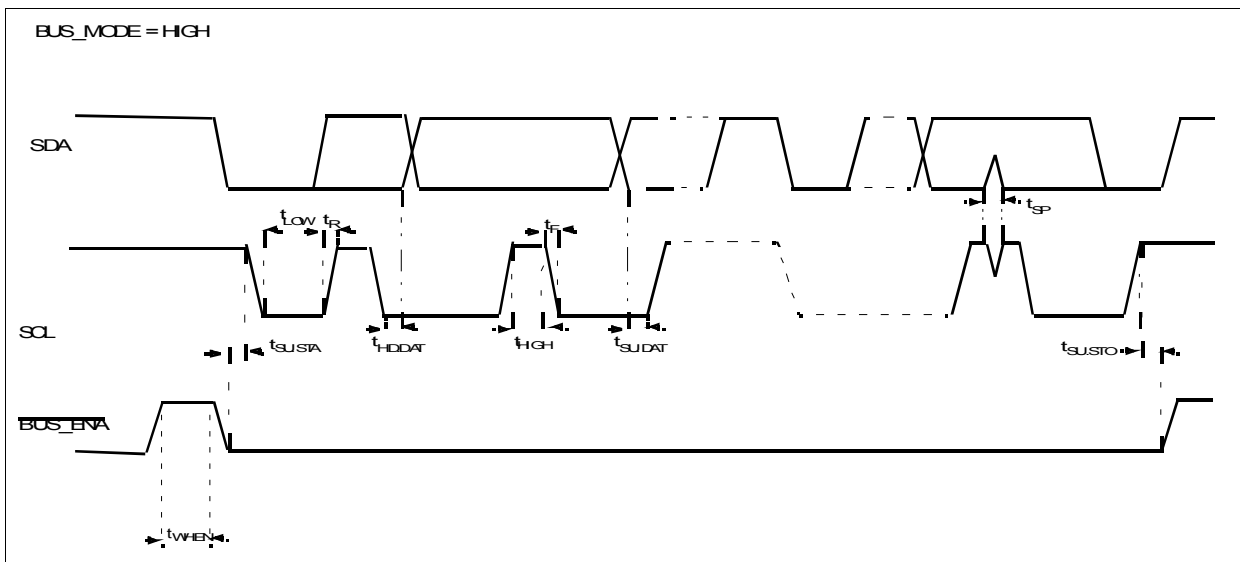 BUS_MODE = HIGH
SDA
tLOW tR
tF
tSP
SCL
tSU.STA
tHD.DAT
tHIGH
tSU.DAT
tSU.STO
BUS_ENA
tWHEN